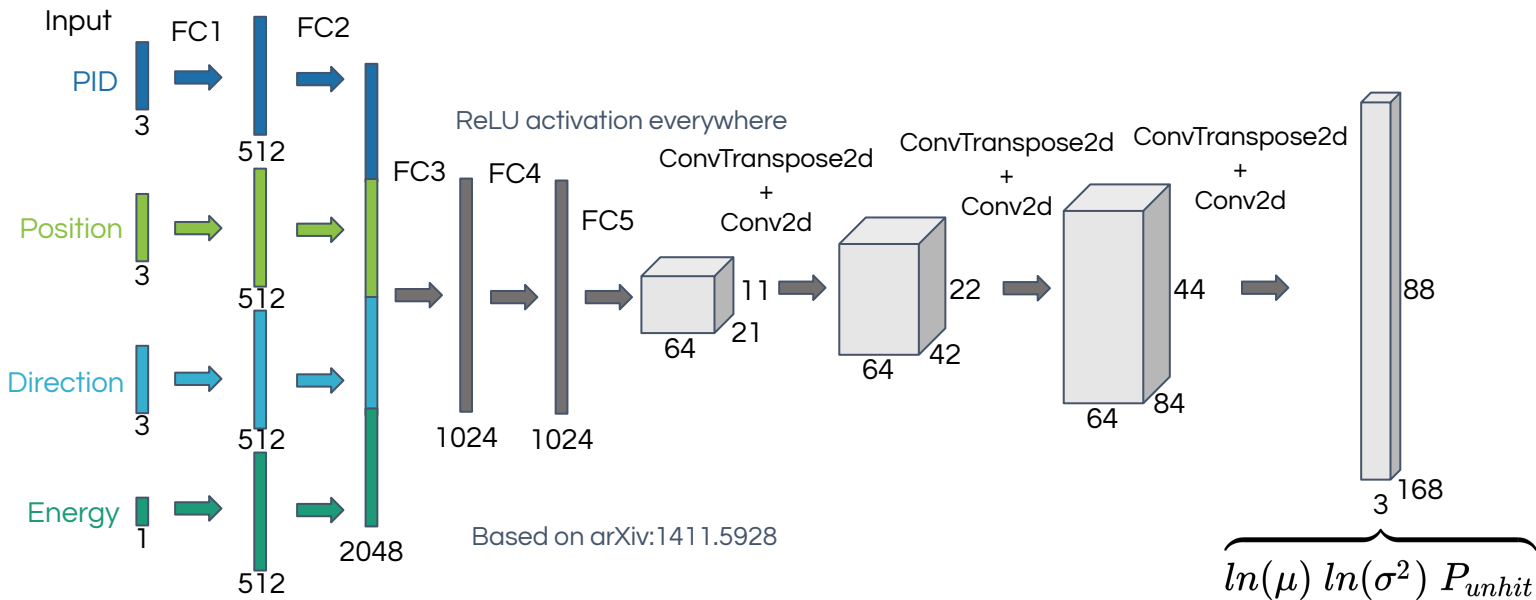 Input
FC1
FC2
PID
3
512
Position
3
512
Direction
3
512
Energy
1
512
2048
ReLU activation everywhere
FC3
1024
FC4
1024
FC5
64
11
21
ConvTranspose2d
+
Conv2d
64
22
42
ConvTranspose2d
+
Conv2d
64
44
84
ConvTranspose2d
+
Conv2d
88
168
3
ln(μ) ln(σ²) P_unhit
Based on arXiv:1411.5928